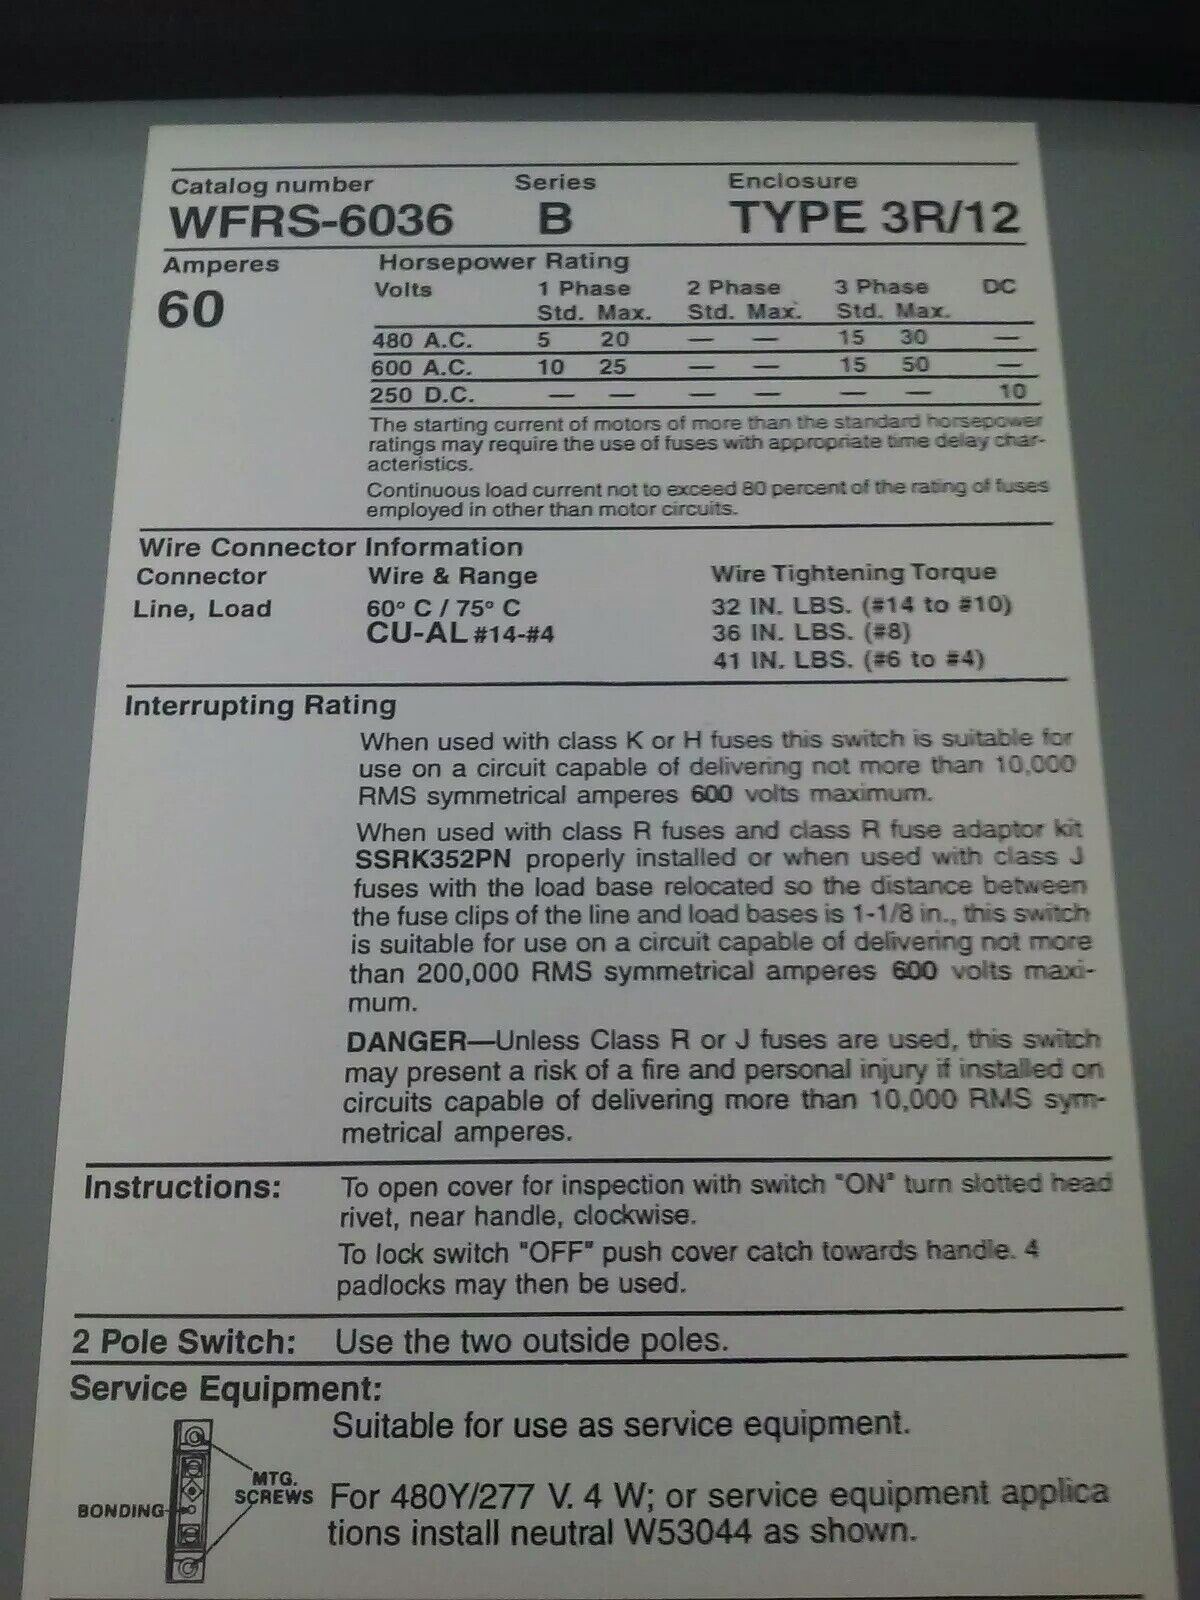 Catalog number Series Enclosure
WFRS-6036 B TYPE 3R/12
Amperes Horsepower Rating
60
Volts 1 Phase 2 Phase 3 Phase DC
Std. Max. Std. Max. Std. Max.
480 A.C. 5 20 — — 15 30 —
600 A.C. 10 25 — — 15 50 —
250 D.C. — — — — — — 10
The starting current of motors of more than the standard horsepower
ratings may require the use of fuses with appropriate time delay char-
acteristics.
Continuous load current not to exceed 80 percent of the rating of fuses
employed in other than motor circuits.
Wire Connector Information
Connector Wire & Range Wire Tightening Torque
Line, Load 60° C / 75° C 32 IN. LBS. (#14 to #10)
CU-AL #14-#4 36 IN. LBS. (#8)
41 IN. LBS. (#6 to #4)
Interrupting Rating
When used with class K or H fuses this switch is suitable for
use on a circuit capable of delivering not more than 10,000
RMS symmetrical amperes 600 volts maximum.
When used with class R fuses and class R fuse adaptor kit
SSRK352PN properly installed or when used with class J
fuses with the load base relocated so the distance between
the fuse clips of the line and load bases is 1-1/8 in., this switch
is suitable for use on a circuit capable of delivering not more
than 200,000 RMS symmetrical amperes 600 volts maxi-
mum.
DANGER—Unless Class R or J fuses are used, this switch
may present a risk of a fire and personal injury if installed on
circuits capable of delivering more than 10,000 RMS sym-
metrical amperes.
Instructions: To open cover for inspection with switch "ON" turn slotted head
rivet, near handle, clockwise.
To lock switch "OFF" push cover catch towards handle. 4
padlocks may then be used.
2 Pole Switch: Use the two outside poles.
Service Equipment:
Suitable for use as service equipment.
MTG.
SCREWS
BONDING
For 480Y/277 V. 4 W; or service equipment applica
tions install neutral W53044 as shown.